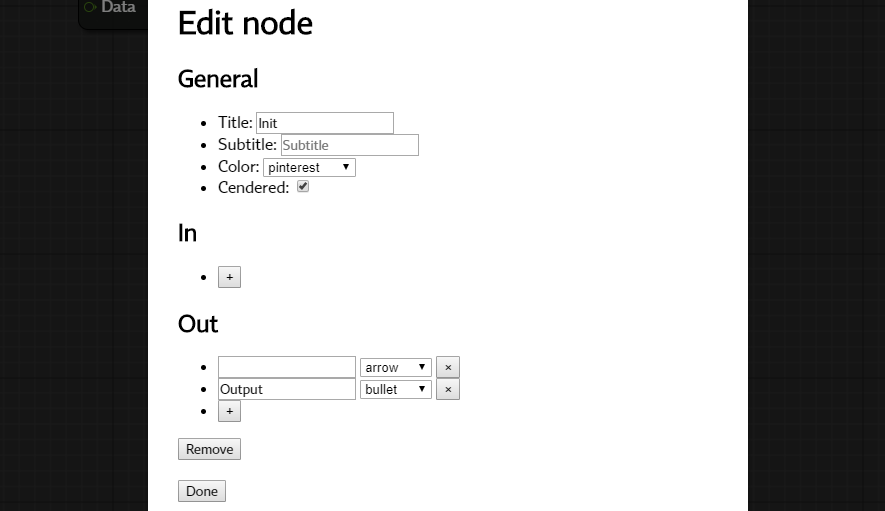 Data
Edit node
General
Title: Init
Subtitle: Subtitle
Color: pinterest
Cendered:
In
+
Out
arrow ×
Output bullet ×
+
Remove
Done